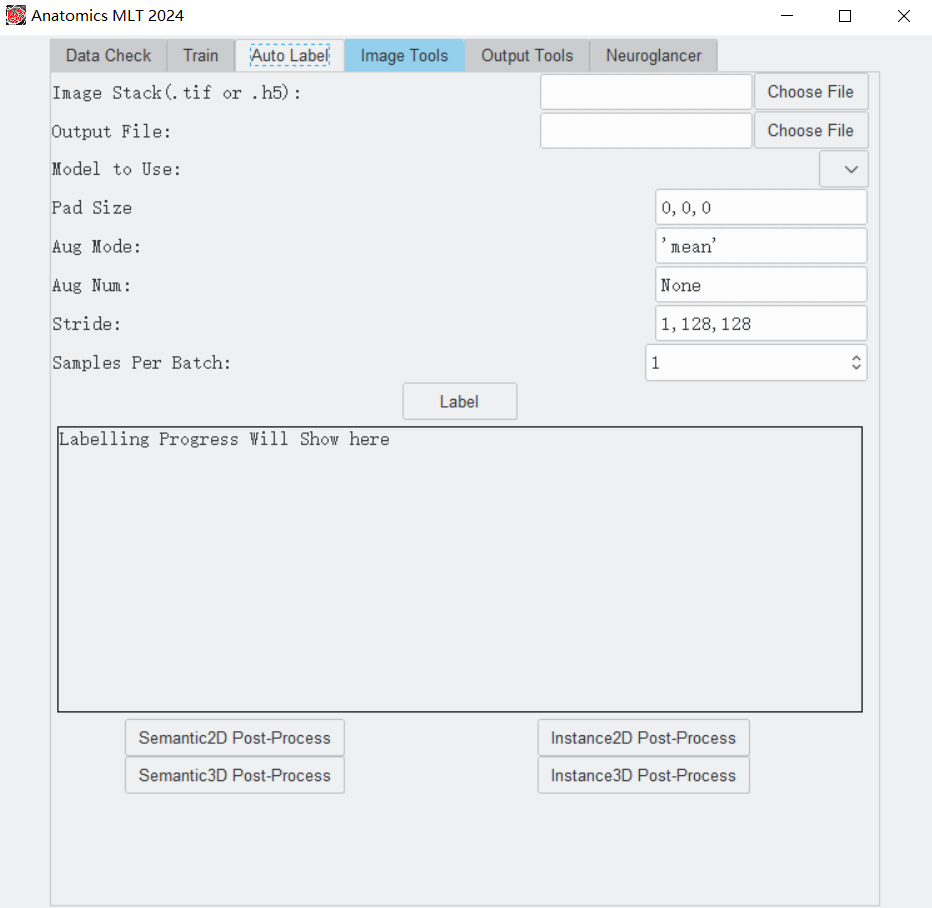 Anatomics MLT 2024
Data Check Train Auto Label Image Tools Output Tools Neuroglancer
Image Stack(.tif or .h5): Choose File
Output File: Choose File
Model to Use:
Pad Size 0,0,0
Aug Mode: 'mean'
Aug Num: None
Stride: 1,128,128
Samples Per Batch: 1
Label
Labelling Progress Will Show here
Semantic2D Post-Process Instance2D Post-Process
Semantic3D Post-Process Instance3D Post-Process